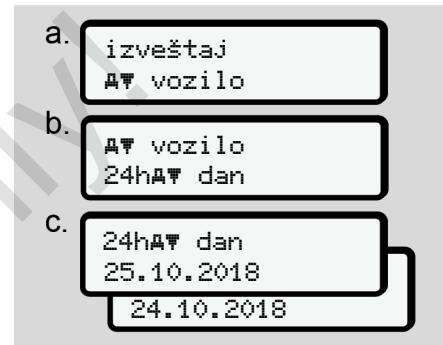 a.
izveštaj
A▼ vozilo
b.
A▼ vozilo
24hA▼ dan
c.
24hA▼ dan
25.10.2018
24.10.2018